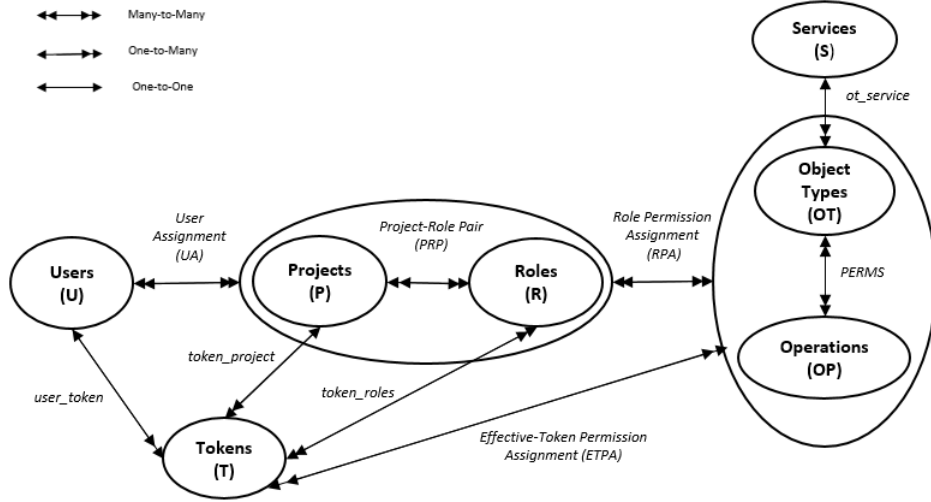 Many-to-Many
One-to-Many
One-to-One
Services
(S)
ot_service
Object
Types
(OT)
User
Assignment
(UA)
Project-Role Pair
(PRP)
Role Permission
Assignment
(RPA)
Users
(U)
Projects
(P)
Roles
(R)
PERMS
Operations
(OP)
token_project
user_token
token_roles
Tokens
(T)
Effective-Token Permission
Assignment (ETPA)